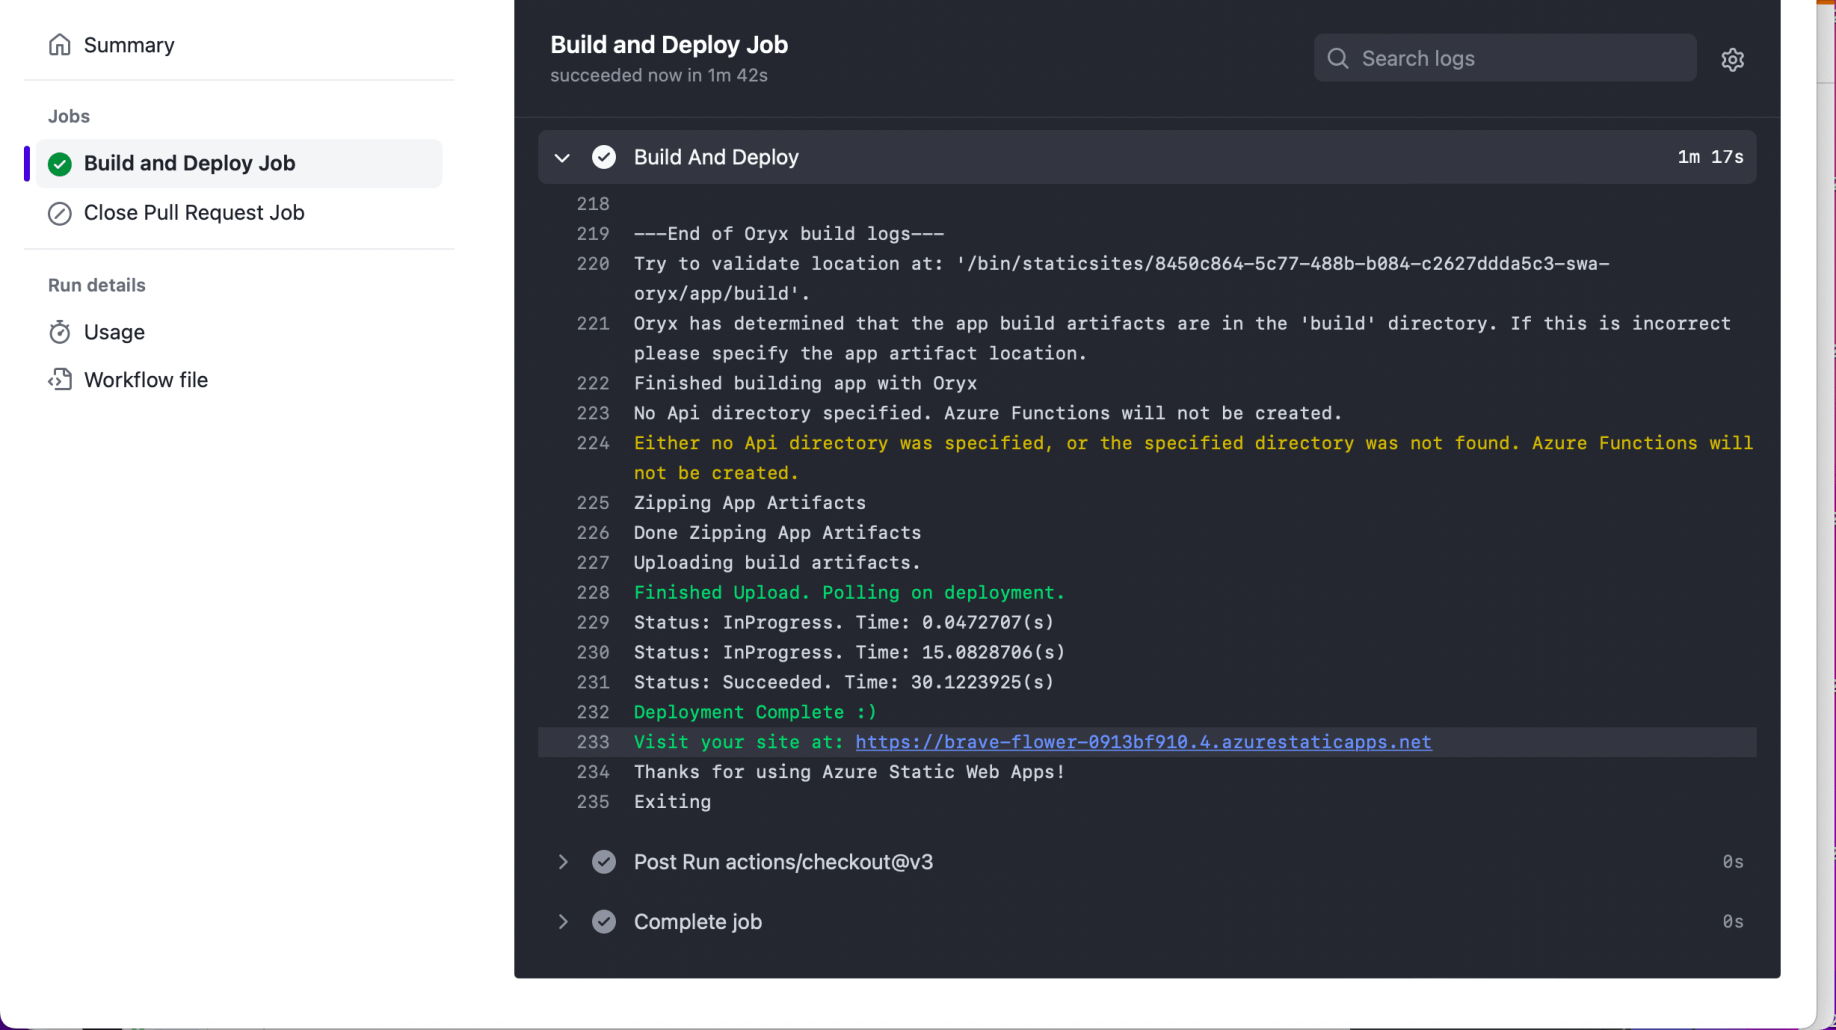 Summary
Jobs
Build and Deploy Job
Close Pull Request Job
Run details
Usage
Workflow file
Build and Deploy Job
succeeded now in 1m 42s
Search logs
Build And Deploy 1m 17s
218
219 ---End of Oryx build logs---
220 Try to validate location at: '/bin/staticsites/8450c864-5c77-488b-b084-c2627ddda5c3-swa-
oryx/app/build'.
221 Oryx has determined that the app build artifacts are in the 'build' directory. If this is incorrect
please specify the app artifact location.
222 Finished building app with Oryx
223 No Api directory specified. Azure Functions will not be created.
224 Either no Api directory was specified, or the specified directory was not found. Azure Functions will
not be created.
225 Zipping App Artifacts
226 Done Zipping App Artifacts
227 Uploading build artifacts.
228 Finished Upload. Polling on deployment.
229 Status: InProgress. Time: 0.0472707(s)
230 Status: InProgress. Time: 15.0828706(s)
231 Status: Succeeded. Time: 30.1223925(s)
232 Deployment Complete :)
233 Visit your site at: https://brave-flower-0913bf910.4.azurestaticapps.net
234 Thanks for using Azure Static Web Apps!
235 Exiting
Post Run actions/checkout@v3 0s
Complete job 0s